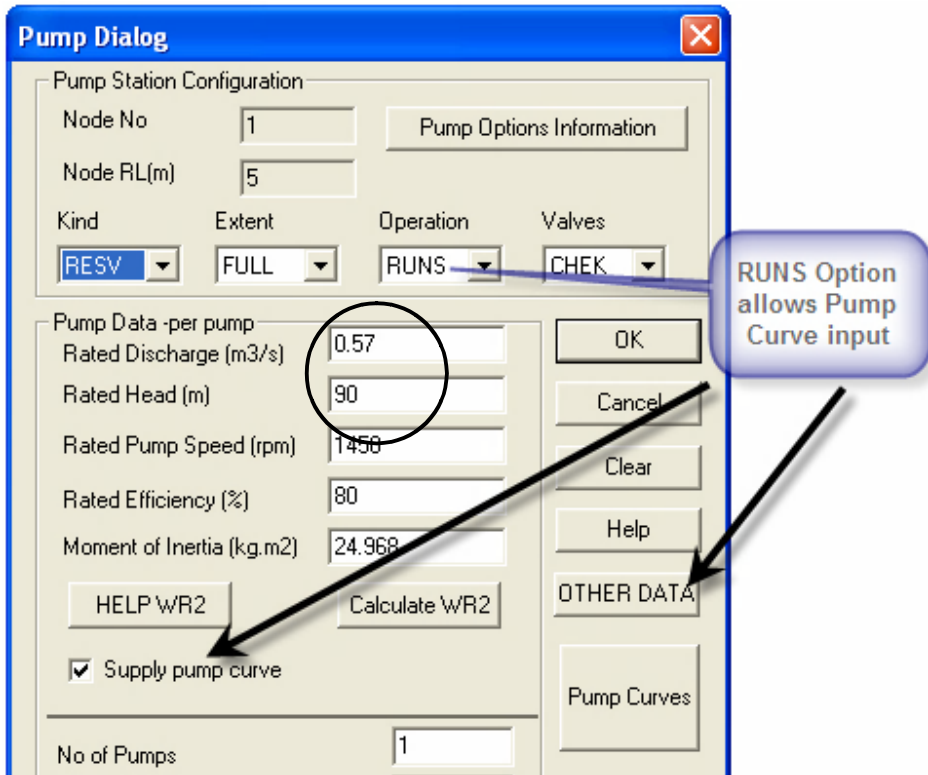 Pump Dialog
Pump Station Configuration
Node No 1 Pump Options Information
Node RL(m) 5
Kind Extent Operation Valves
RESV FULL RUNS CHEK
RUNS Option
allows Pump
Curve input
Pump Data -per pump
Rated Discharge (m3/s) 0.57 OK
Rated Head (m) 90 Cancel
Rated Pump Speed (rpm) 1450
Clear
Rated Efficiency (%) 80
Help
Moment of Inertia (kg.m2) 24.968
HELP WR2 Calculate WR2 OTHER DATA
Supply pump curve
Pump Curves
No of Pumps 1